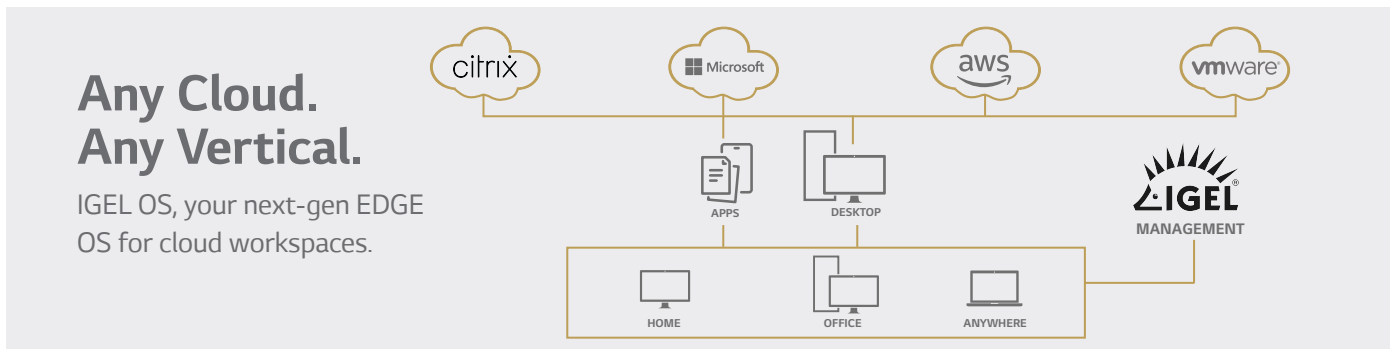 Any Cloud.
Any Vertical.
IGEL OS, your next-gen EDGE
OS for cloud workspaces.
citrix
Microsoft
aws
vmware®
APPS
DESKTOP
IGEL®
MANAGEMENT
HOME
OFFICE
ANYWHERE